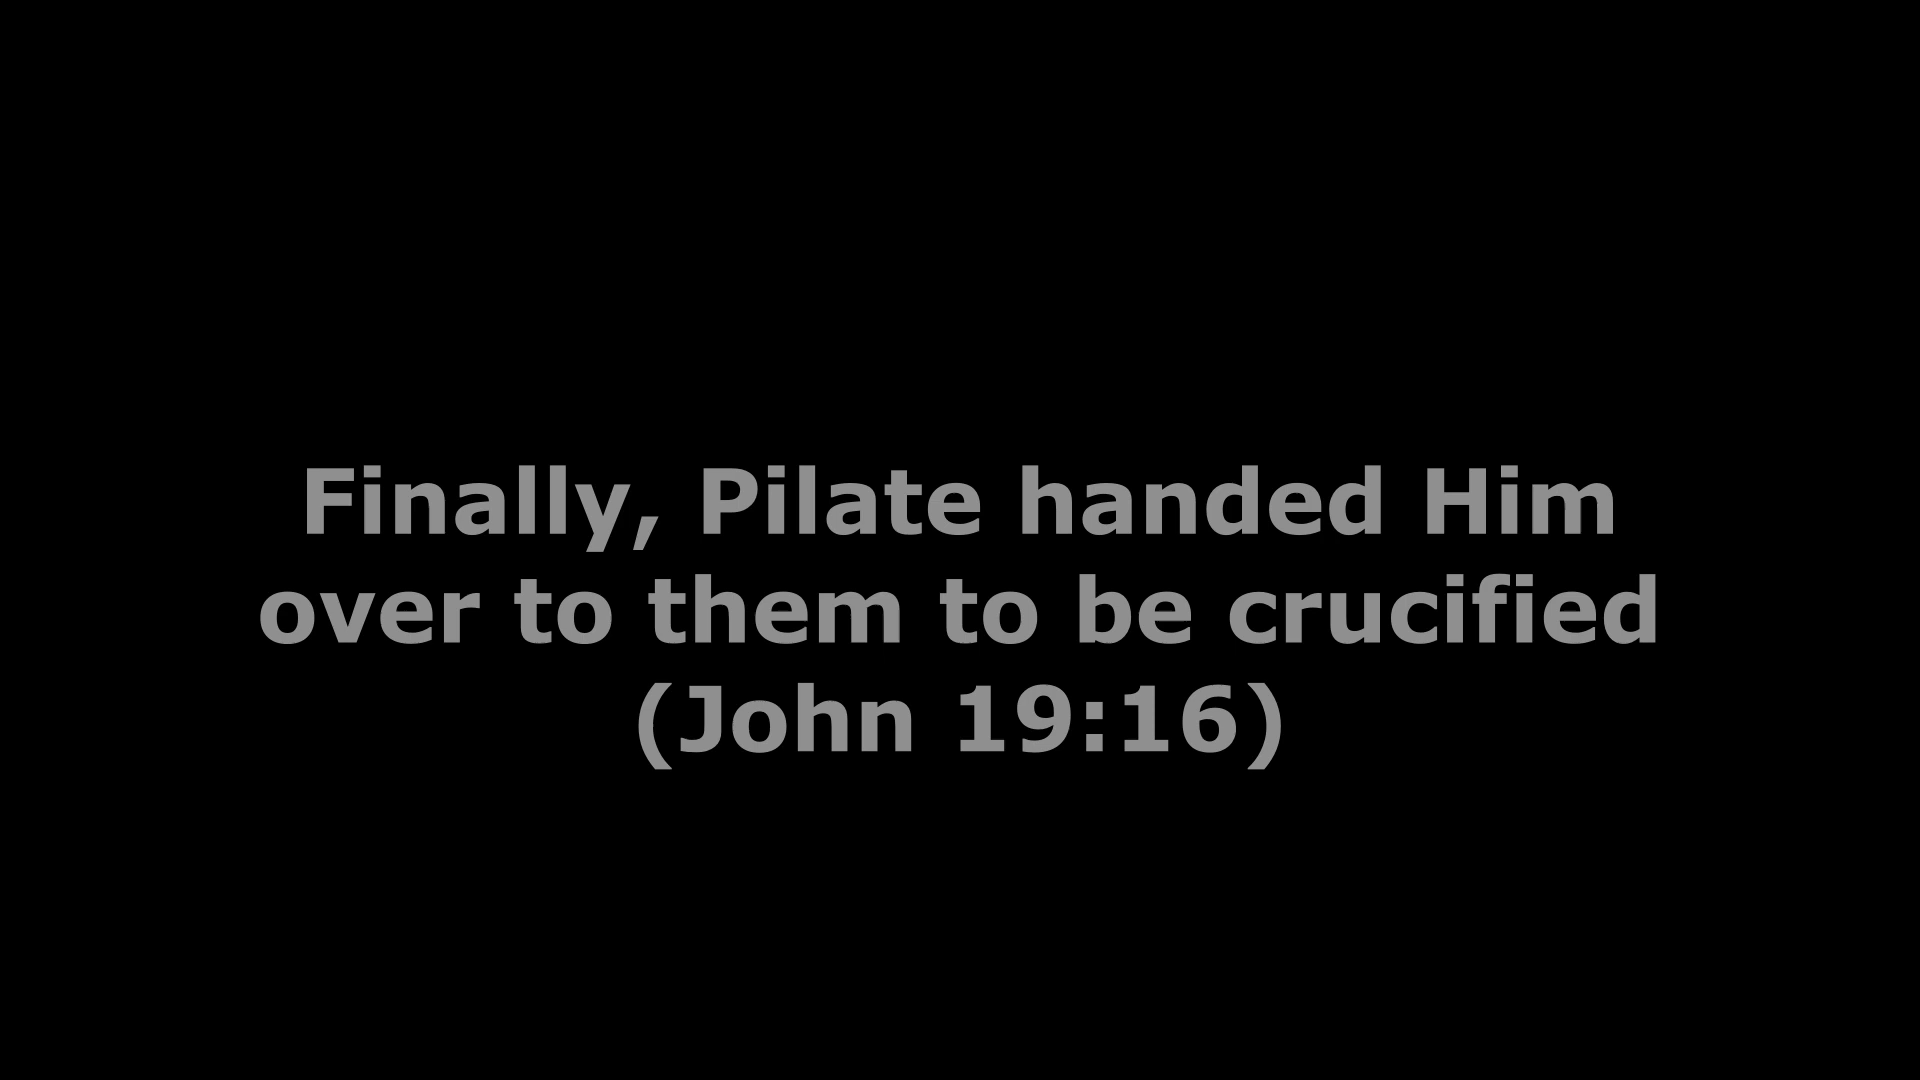 Finally, Pilate handed Him
over to them to be crucified
(John 19:16)